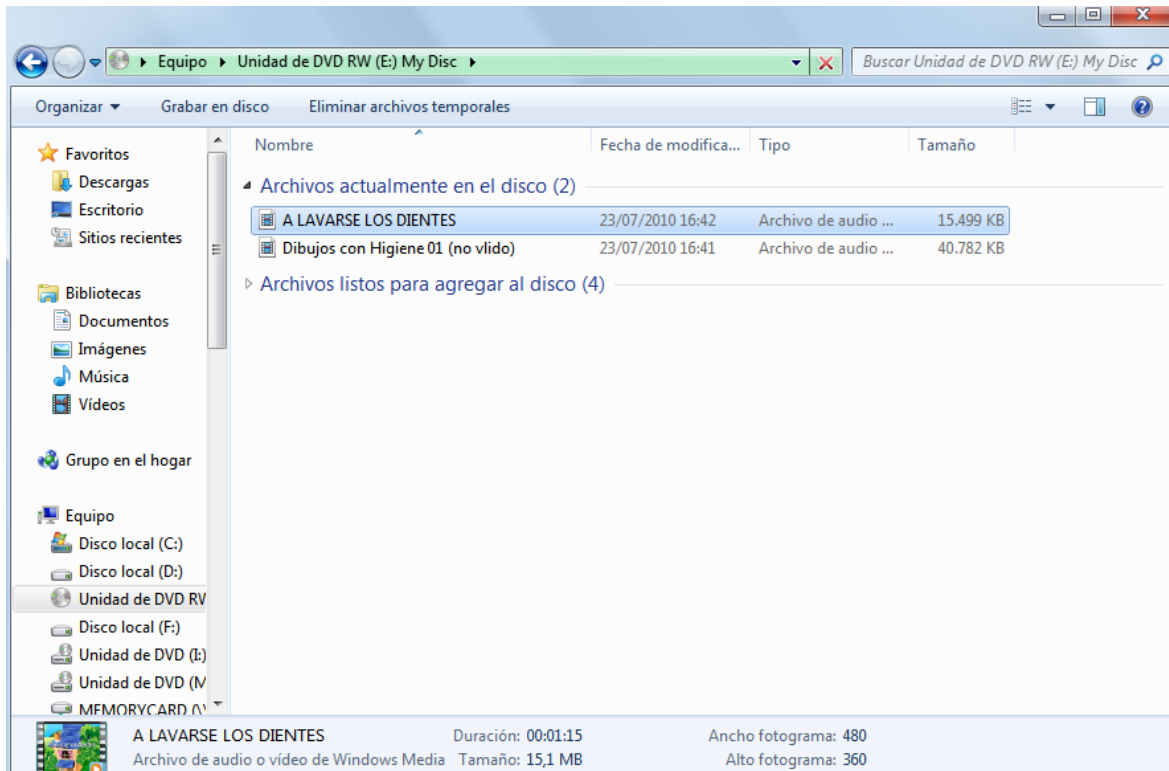 Equipo Unidad de DVD RW (E:) My Disc Buscar Unidad de DVD RW (E:) My Disc
Organizar Grabar en disco Eliminar archivos temporales
Favoritos
Descargas
Escritorio
Sitios recientes
Bibliotecas
Documentos
Imágenes
Música
Vídeos
Grupo en el hogar
Equipo
Disco local (C:)
Disco local (D:)
Unidad de DVD RW
Disco local (F:)
Unidad de DVD (I:)
Unidad de DVD (M
MEMORYCARD (\\
Nombre Fecha de modifica... Tipo Tamaño
Archivos actualmente en el disco (2)
A LAVARSE LOS DIENTES 23/07/2010 16:42 Archivo de audio ... 15.499 KB
Dibujos con Higiene 01 (no vlido) 23/07/2010 16:41 Archivo de audio ... 40.782 KB
Archivos listos para agregar al disco (4)
A LAVARSE LOS DIENTES Duración: 00:01:15 Ancho fotograma: 480
Archivo de audio o vídeo de Windows Media Tamaño: 15,1 MB Alto fotograma: 360